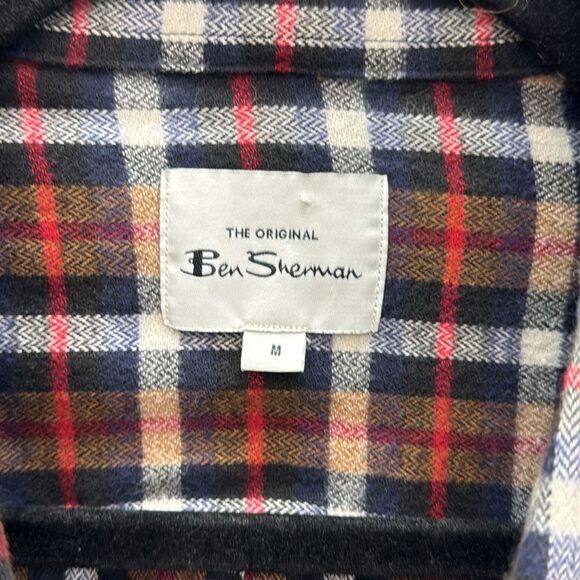 THE ORIGINAL
Ben Sherman
M